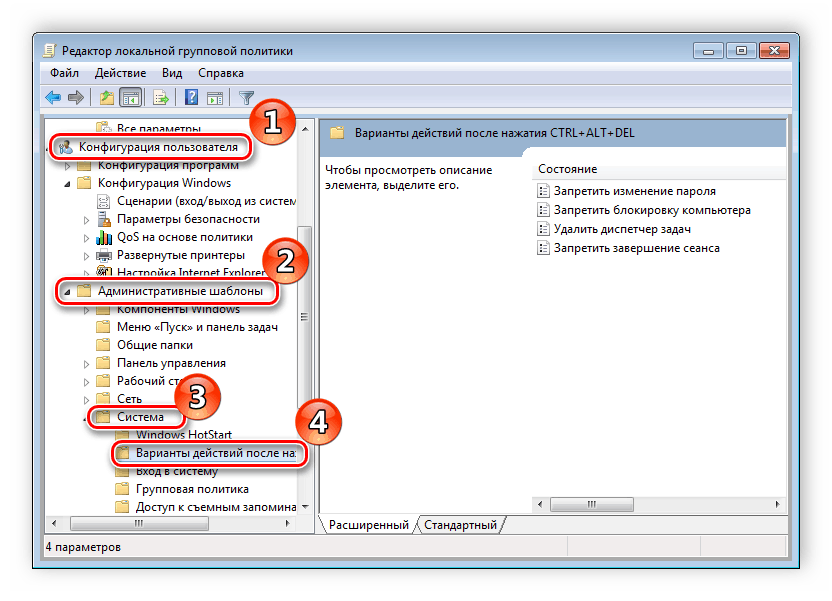 Редактор локальной групповой политики
Файл Действие Вид Справка
Все параметры
1
Конфигурация пользователя
Конфигурация программ
Конфигурация Windows
Сценарии (вход/выход из систем
Параметры безопасности
QoS на основе политики
Развернутые принтеры
Настройка Internet Explorer
2
Административные шаблоны
Компоненты Windows
Меню «Пуск» и панель задач
Общие папки
Панель управления
Рабочий ст
3
Сеть
Система
4
Windows HotStart
Варианты действий после на
Вход в систему
Групповая политика
Доступ к съемным запомина
Варианты действий после нажатия CTRL+ALT+DEL
Чтобы просмотреть описание
элемента, выделите его.
Состояние
Запретить изменение пароля
Запретить блокировку компьютера
Удалить диспетчер задач
Запретить завершение сеанса
Расширенный Стандартный
4 параметров